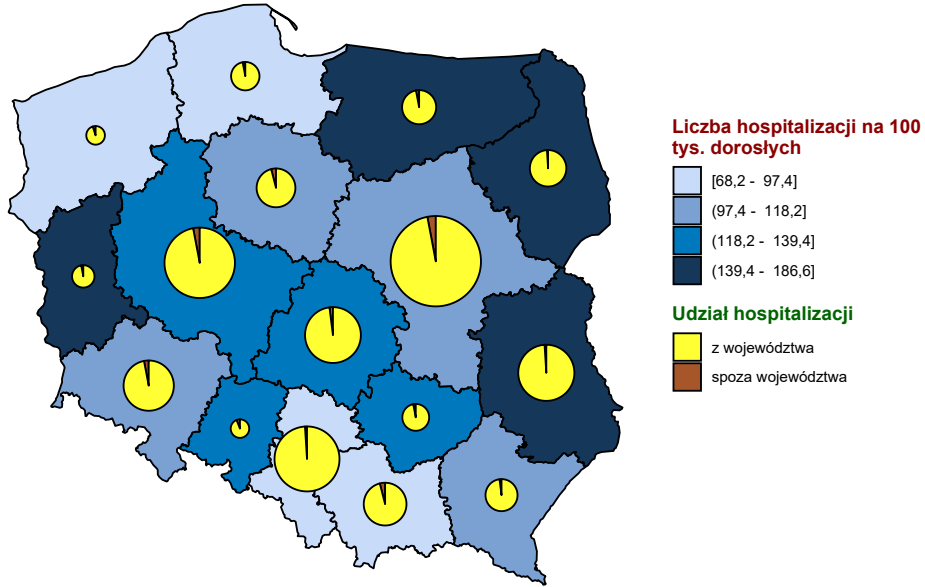 Liczba hospitalizacji na 100
tys. dorosłych
[68,2 - 97,4]
(97,4 - 118,2]
(118,2 - 139,4]
(139,4 - 186,6]
Udział hospitalizacji
z województwa
spoza województwa